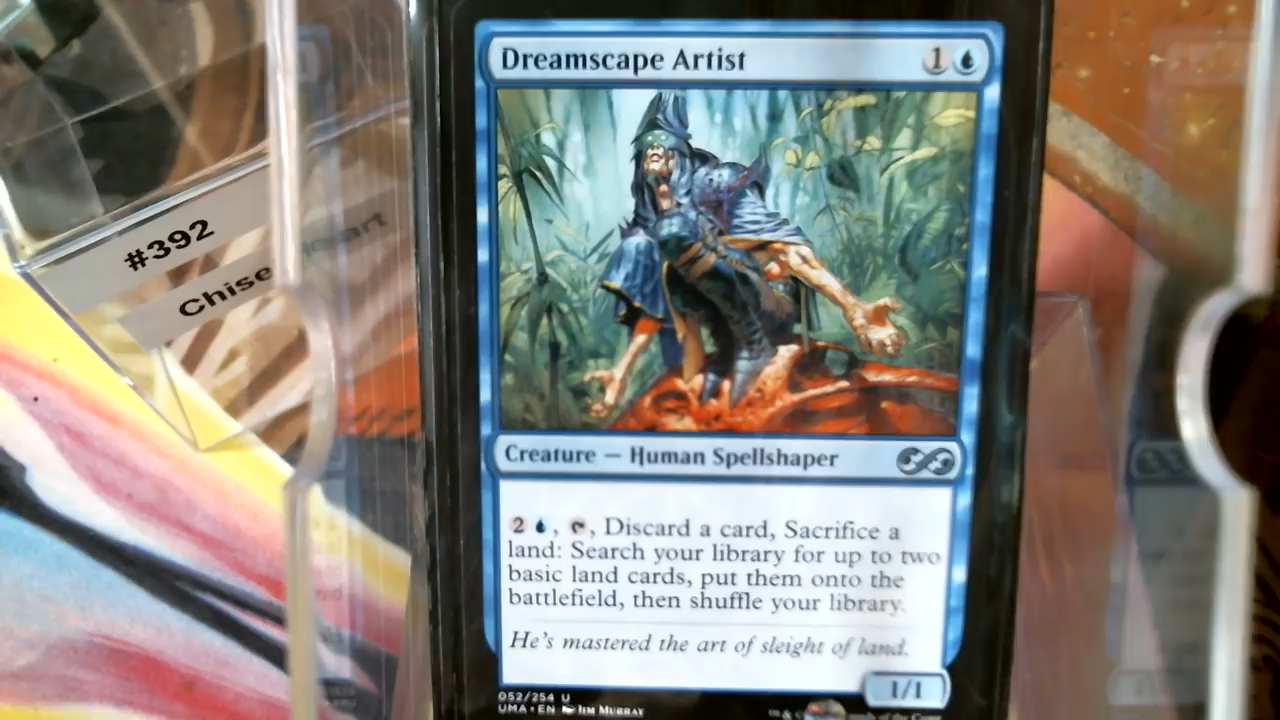 #392
Chise
Dreamscape Artist 1
Creature — Human Spellshaper
2 , , Discard a card, Sacrifice a
land: Search your library for up to two
basic land cards, put them onto the
battlefield, then shuffle your library.
He's mastered the art of sleight of land.
1/1
052/254 U
UMA • EN Jim Murray